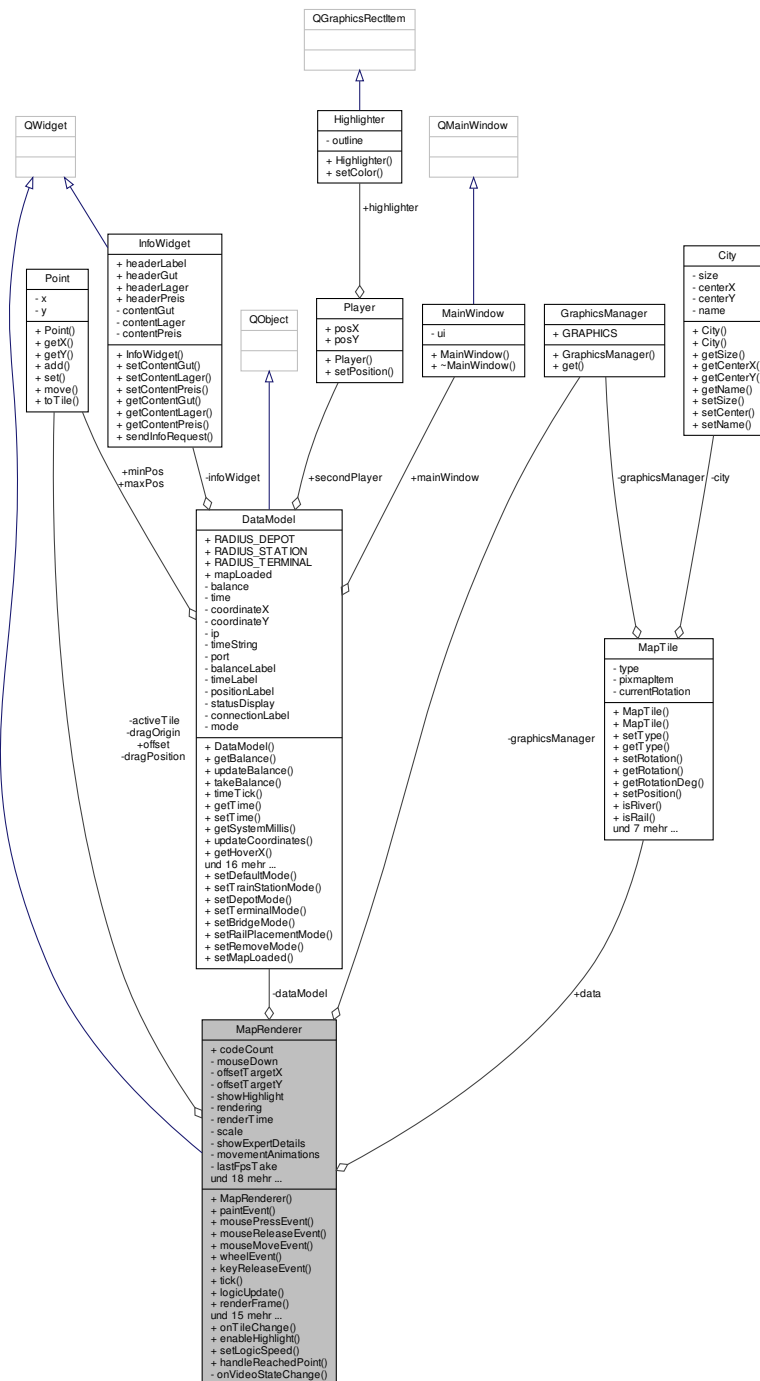 QGraphicsRectItem
Highlighter
- outline
+ Highlighter()
+ setColor()
QWidget
QMainWindow
+highlighter
InfoWidget
+ headerLabel
+ headerGut
+ headerLager
+ headerPreis
- contentGut
- contentLager
- contentPreis
+ InfoWidget()
+ setContentGut()
+ setContentLager()
+ setContentPreis()
+ getContentGut()
+ getContentLager()
+ getContentPreis()
+ sendInfoRequest()
Point
- x
- y
+ Point()
+ getX()
+ getY()
+ add()
+ set()
+ move()
+ toTile()
QObject
Player
+ posX
+ posY
+ Player()
+ setPosition()
MainWindow
- ui
+ MainWindow()
+ ~MainWindow()
GraphicsManager
+ GRAPHICS
+ GraphicsManager()
+ get()
City
- size
- centerX
- centerY
- name
+ City()
+ City()
+ getSize()
+ getCenterX()
+ getCenterY()
+ getName()
+ setSize()
+ setCenter()
+ setName()
+minPos
+maxPos
-infoWidget
+secondPlayer
+mainWindow
-graphicsManager
-city
DataModel
+ RADIUS_DEPOT
+ RADIUS_STATION
+ RADIUS_TERMINAL
+ mapLoaded
- balance
- time
- coordinateX
- coordinateY
- ip
- timeString
- port
- balanceLabel
- timeLabel
- positionLabel
- statusDisplay
- connectionLabel
- mode
+ DataModel()
+ getBalance()
+ updateBalance()
+ takeBalance()
+ timeTick()
+ getTime()
+ setTime()
+ getSystemMillis()
+ updateCoordinates()
+ getHoverX()
und 16 mehr ...
+ setDefaultMode()
+ setTrainStationMode()
+ setDepotMode()
+ setTerminalMode()
+ setBridgeMode()
+ setRailPlacementMode()
+ setRemoveMode()
+ setMapLoaded()
MapTile
- type
- pixmapItem
- currentRotation
+ MapTile()
+ MapTile()
+ setType()
+ getType()
+ setRotation()
+ getRotation()
+ getRotationDeg()
+ setPosition()
+ isRiver()
+ isRail()
und 7 mehr ...
-activeTile
-dragOrigin
+offset
-dragPosition
-graphicsManager
-dataModel
+data
MapRenderer
+ codeCount
- mouseDown
- offsetTargetX
- offsetTargetY
- showHighlight
- rendering
- renderTime
- scale
- showExpertDetails
- movementAnimations
- lastFpsTake
und 18 mehr ...
+ MapRenderer()
+ paintEvent()
+ mousePressEvent()
+ mouseReleaseEvent()
+ mouseMoveEvent()
+ wheelEvent()
+ keyReleaseEvent()
+ tick()
+ logicUpdate()
+ renderFrame()
und 15 mehr ...
+ onTileChange()
+ enableHighlight()
+ setLogicSpeed()
+ handleReachedPoint()
- onVideoStateChange()